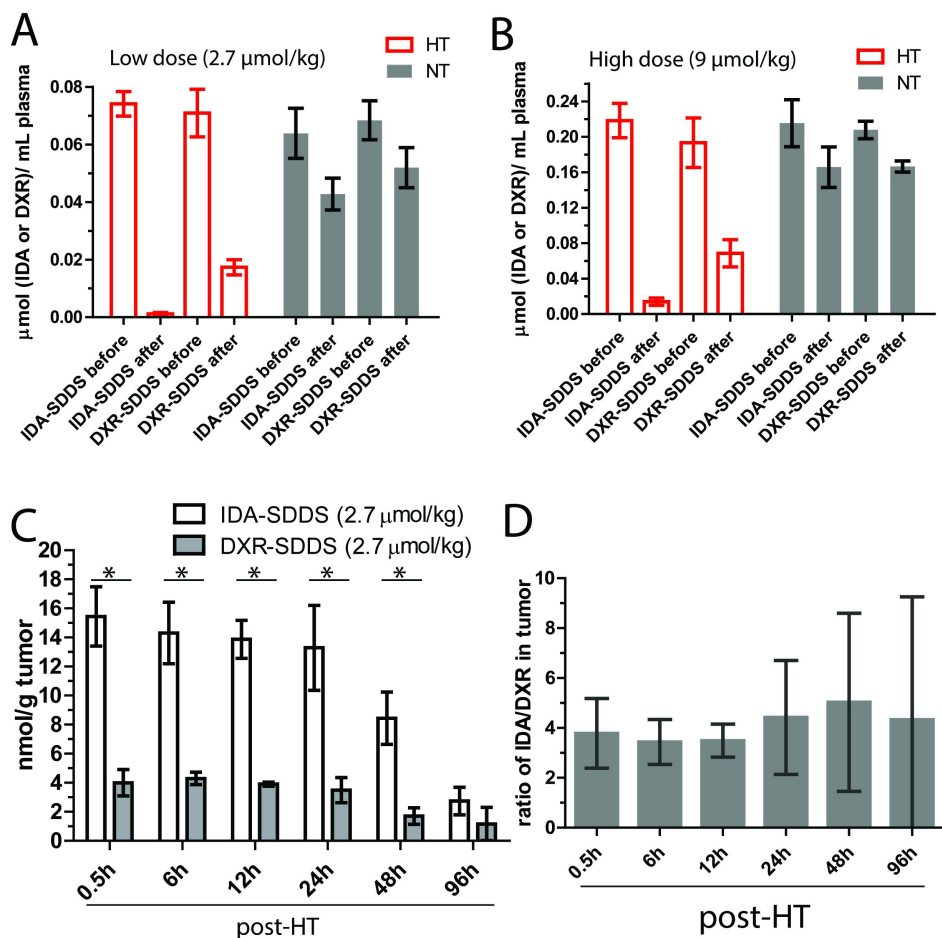 A
Low dose (2.7 μmol/kg)
HT
NT
μmol (IDA or DXR)/ mL plasma
0.08
0.06
0.04
0.02
0.00
IDA-SDDS before
IDA-SDDS after
DXR-SDDS before
DXR-SDDS after
IDA-SDDS before
IDA-SDDS after
DXR-SDDS before
DXR-SDDS after
B
High dose (9 μmol/kg)
HT
NT
μmol (IDA or DXR)/ mL plasma
0.24
0.20
0.16
0.12
0.08
0.04
0.00
IDA-SDDS before
IDA-SDDS after
DXR-SDDS before
DXR-SDDS after
IDA-SDDS before
IDA-SDDS after
DXR-SDDS before
DXR-SDDS after
C
IDA-SDDS (2.7 μmol/kg)
DXR-SDDS (2.7 μmol/kg)
nmol/g tumor
20
18
16
14
12
10
8
6
4
2
0
* * * * *
0.5h 6h 12h 24h 48h 96h
post-HT
D
ratio of IDA/DXR in tumor
10
8
6
4
2
0
0.5h 6h 12h 24h 48h 96h
post-HT